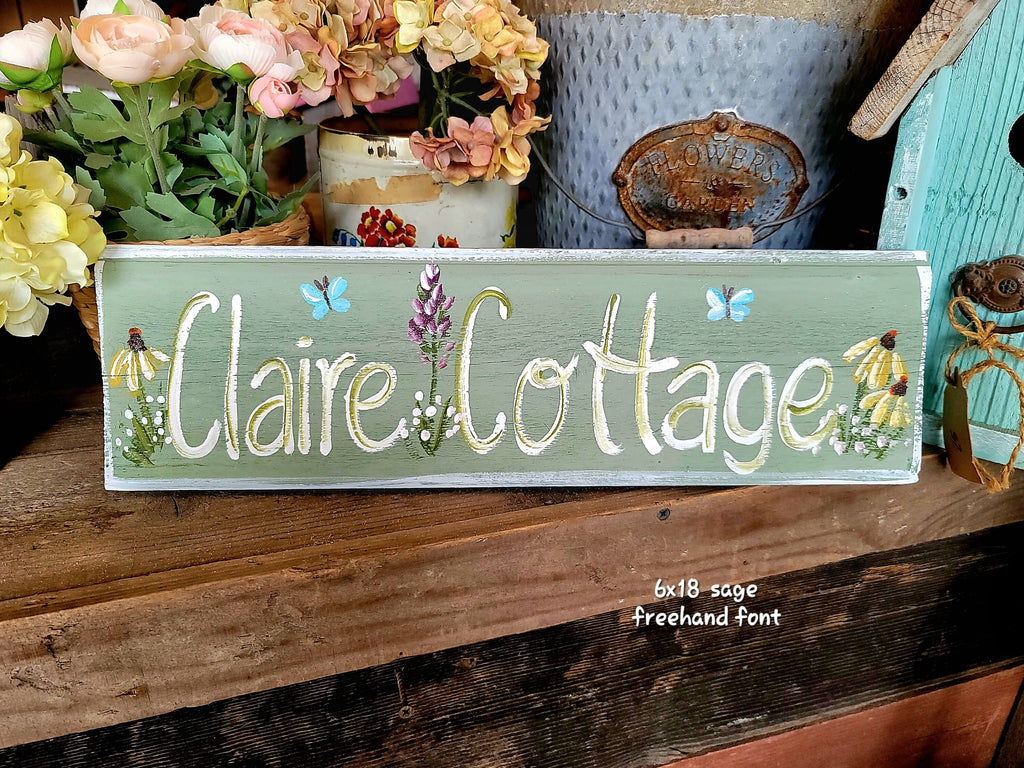 FLOWERS
&
GARDEN
Claire Cottage
6x18 sage
freehand font